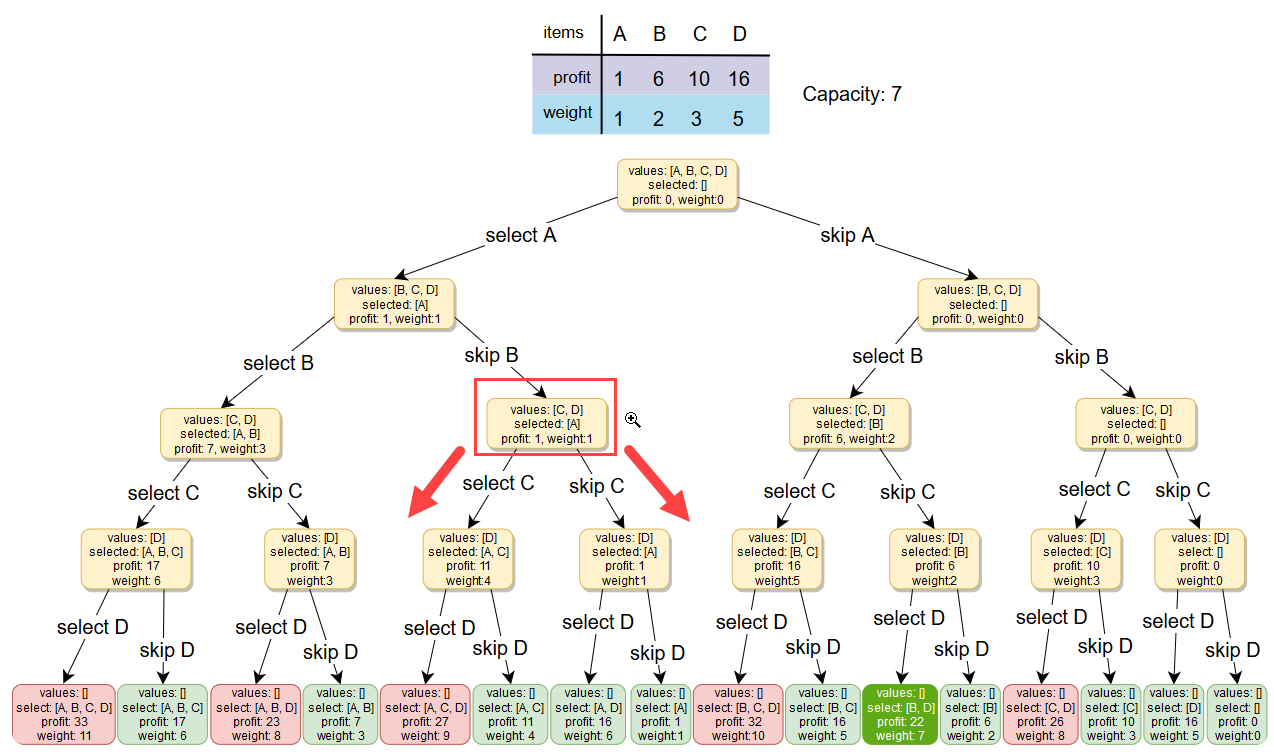 items A B C D
profit 1 6 10 16
weight 1 2 3 5
Capacity: 7
values: [A, B, C, D]
selected: []
profit: 0, weight:0
select A
skip A
values: [B, C, D]
selected: [A]
profit: 1, weight:1
values: [B, C, D]
selected: []
profit: 0, weight:0
select B
skip B
select B
skip B
values: [C, D]
selected: [A, B]
profit: 7, weight:3
values: [C, D]
selected: [A]
profit: 1, weight:1
values: [C, D]
selected: [B]
profit: 6, weight:2
values: [C, D]
selected: []
profit: 0, weight:0
select C
skip C
select C
skip C
select C
skip C
select C
skip C
values: [D]
selected: [A, B, C]
profit: 17
weight: 6
values: [D]
selected: [A, B]
profit: 7
weight:3
values: [D]
selected: [A, C]
profit: 11
weight:4
values: [D]
selected: [A]
profit: 1
weight:1
values: [D]
selected: [B, C]
profit: 16
weight:5
values: [D]
selected: [B]
profit: 6
weight:2
values: [D]
selected: [C]
profit: 10
weight:3
values: [D]
select: []
profit: 0
weight:0
select D
skip D
select D
skip D
select D
skip D
select D
skip D
select D
skip D
select D
skip D
select D
skip D
select D
skip D
values: []
select: [A, B, C, D]
profit: 33
weight: 11
values: []
select: [A, B, C]
profit: 17
weight: 6
values: []
select: [A, B, D]
profit: 23
weight: 8
values: []
select: [A, B]
profit: 7
weight: 3
values: []
select: [A, C, D]
profit: 27
weight: 9
values: []
select: [A, C]
profit: 11
weight: 4
values: []
select: [A, D]
profit: 16
weight: 6
values: []
select: [A]
profit: 1
weight:1
values: []
select: [B, C, D]
profit: 32
weight:10
values: []
select: [B, C]
profit: 16
weight: 5
values: []
select: [B, D]
profit: 22
weight: 7
values: []
select: [B]
profit: 6
weight: 2
values: []
select: [C, D]
profit: 26
weight: 8
values: []
select: [C]
profit: 10
weight: 3
values: []
select: [D]
profit: 16
weight: 5
values: []
select: []
profit: 0
weight:0